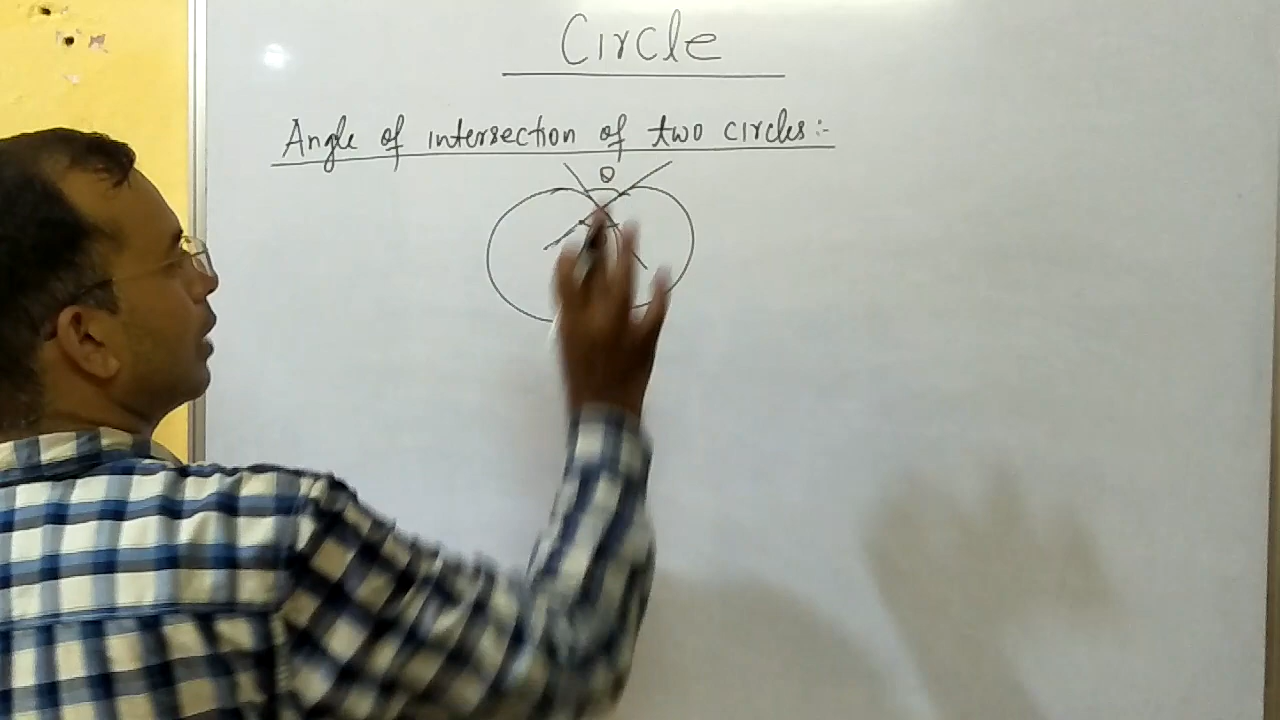 Circle
Angle of intersection of two circles:-
θ